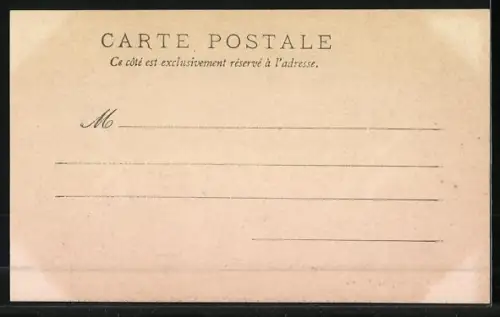 CARTE POSTALE
Ce côté est exclusivement réservé à l'adresse.
M